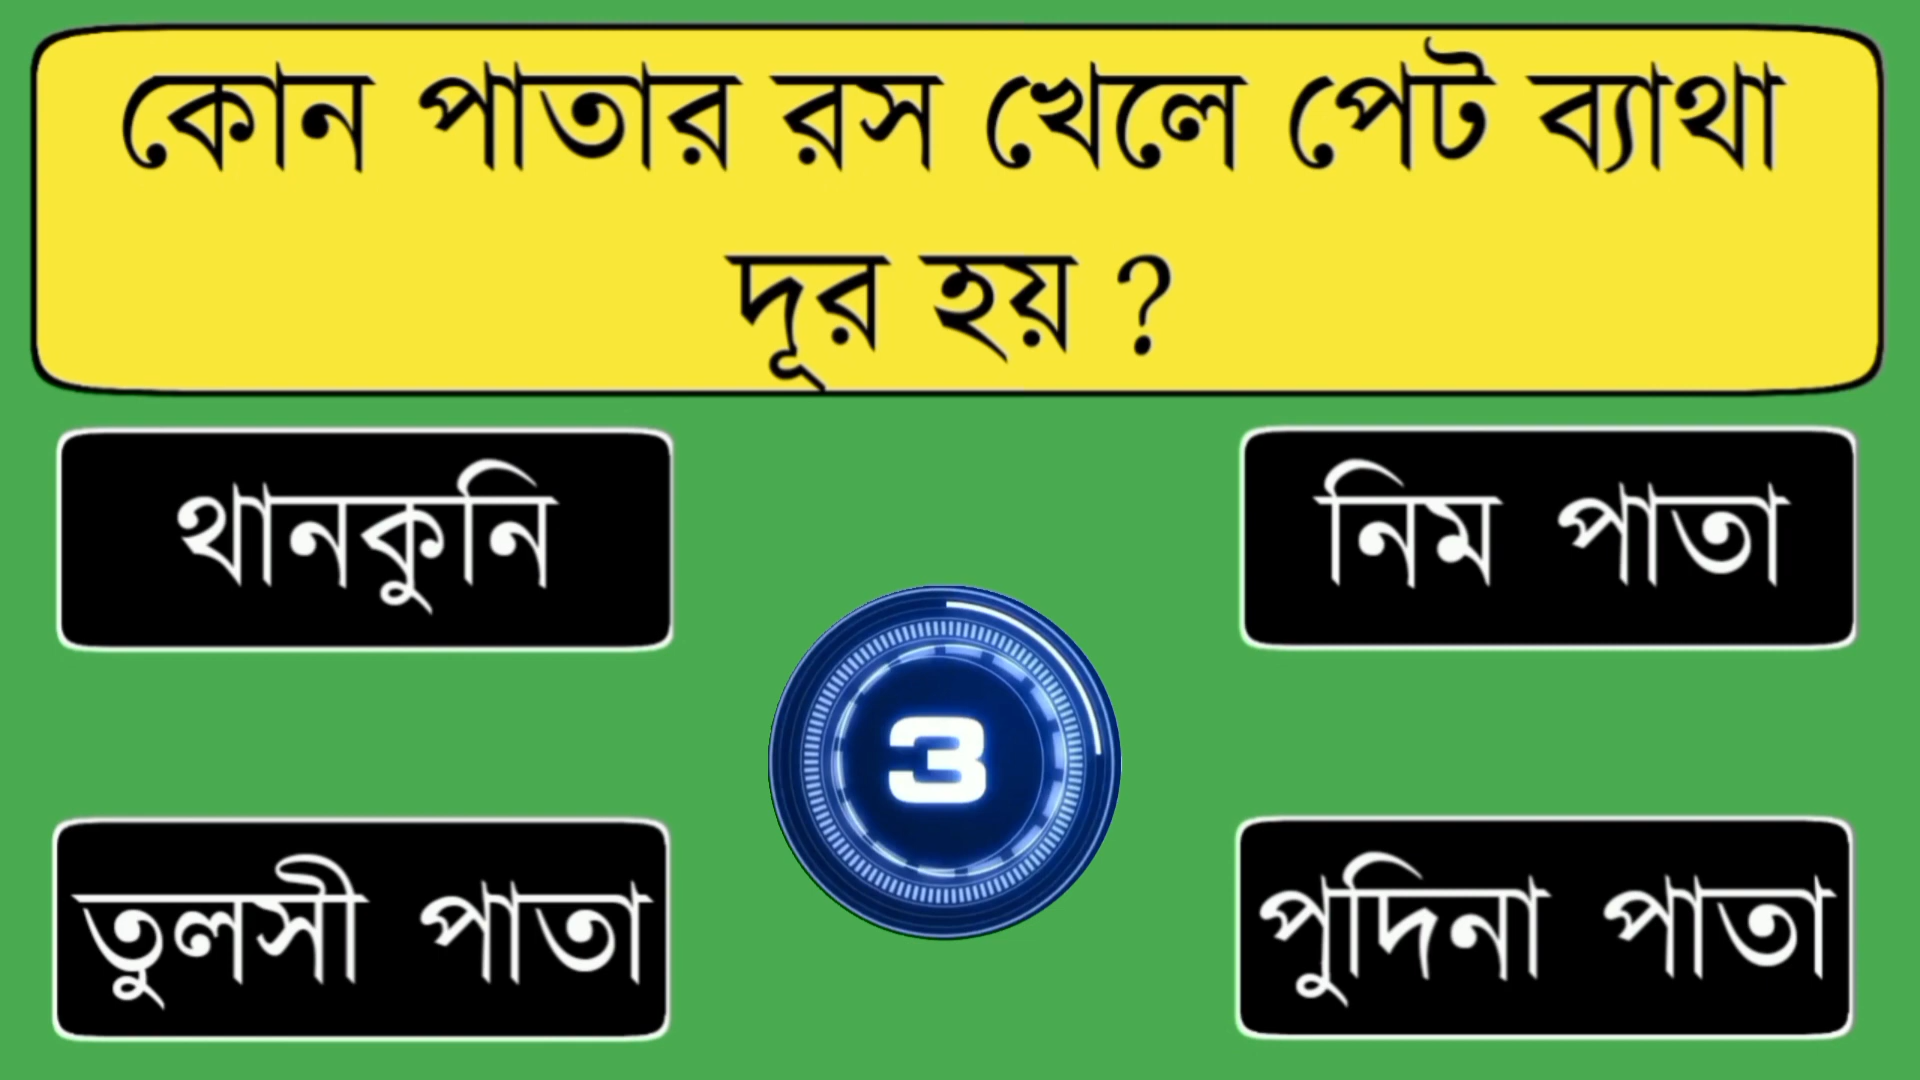 কোন পাতার রস খেলে পেট ব্যাথা
দূর হয় ?
থানকুনি
নিম পাতা
3
তুলসী পাতা
পুদিনা পাতা